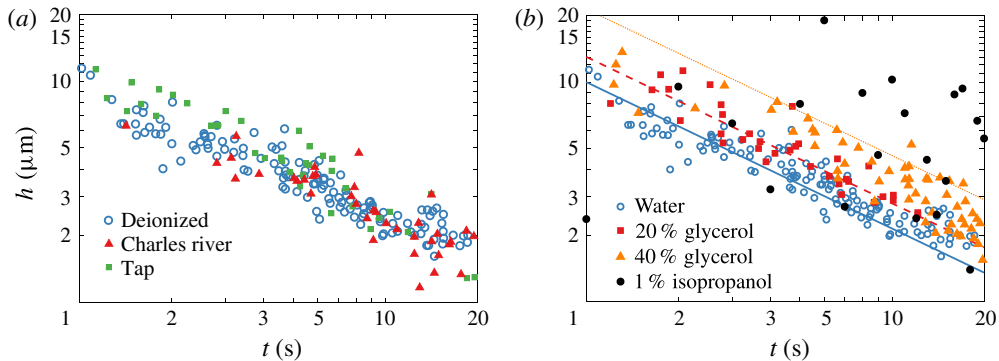 (a)
20
15
10
5
3
2
h (μm)
Deionized
Charles river
Tap
1 2 3 5 10 20
t (s)
(b)
20
15
10
5
3
2
Water
20 % glycerol
40 % glycerol
1 % isopropanol
1 2 3 5 10 20
t (s)